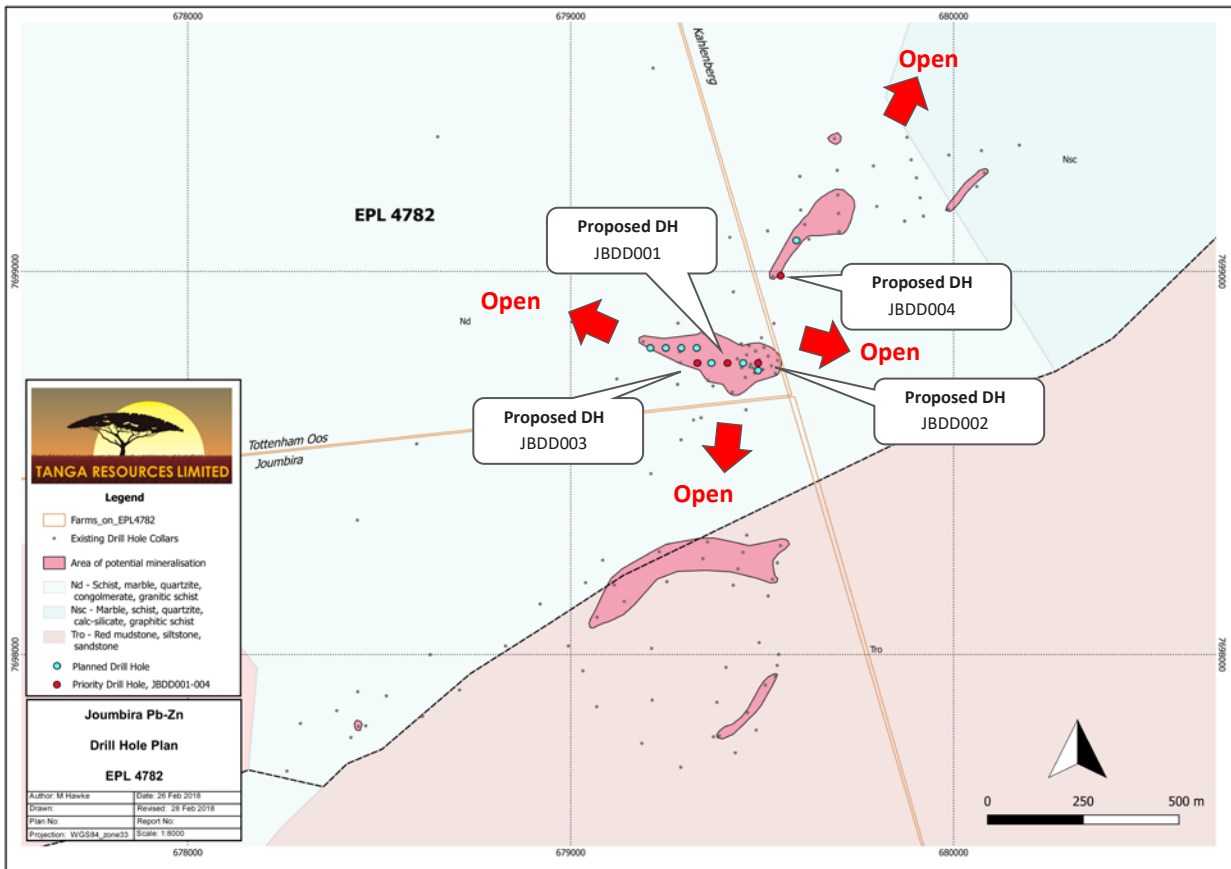 678000
679000
680000
Kahlenberg
Open
Nsc
EPL 4782
Proposed DH
JBDD001
7699000
7699000
Proposed DH
JBDD004
Open
Nd
Open
Proposed DH
JBDD003
Proposed DH
JBDD002
Tottenham Oos
Joumbira
Open
TANGA RESOURCES LIMITED
Legend
Farms_on_EPL4782
Existing Drill Hole Collars
Area of potential mineralisation
Nd - Schist, marble, quartzite,
congolmerate, granitic schist
Nsc - Marble, schist, quartzite,
calc-silicate, graphitic schist
Tro - Red mudstone, siltstone,
sandstone
Planned Drill Hole
Priority Drill Hole, JBDD001-004
7698000
7698000
Tro
Joumbira Pb-Zn
Drill Hole Plan
EPL 4782
Author: M Hawke
Date: 26 Feb 2018
Drawn:
Revised: 28 Feb 2018
Plan No:
Report No:
Projection: WGS84_zone33
Scale: 1:8000
0 250 500 m
678000
679000
680000